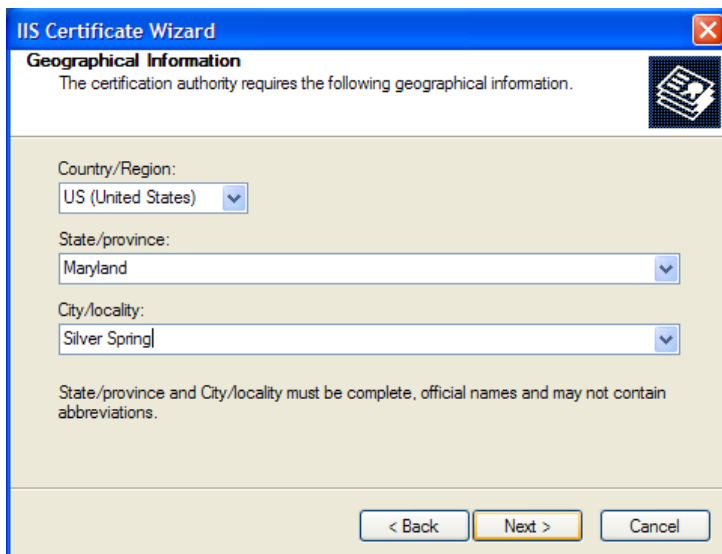 IIS Certificate Wizard
Geographical Information
The certification authority requires the following geographical information.
Country/Region:
US (United States)
State/province:
Maryland
City/locality:
Silver Spring
State/province and City/locality must be complete, official names and may not contain
abbreviations.
< Back Next > Cancel